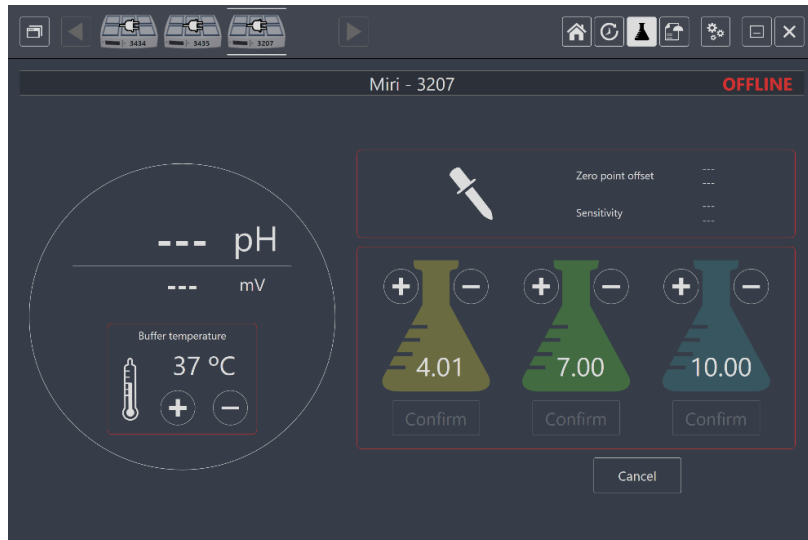 3434
3435
3207
Miri - 3207
OFFLINE
Zero point offset
---
---
Sensitivity
---
---
--- pH
--- mV
Buffer temperature
37 ºC
4.01
7.00
10.00
Confirm
Confirm
Confirm
Cancel